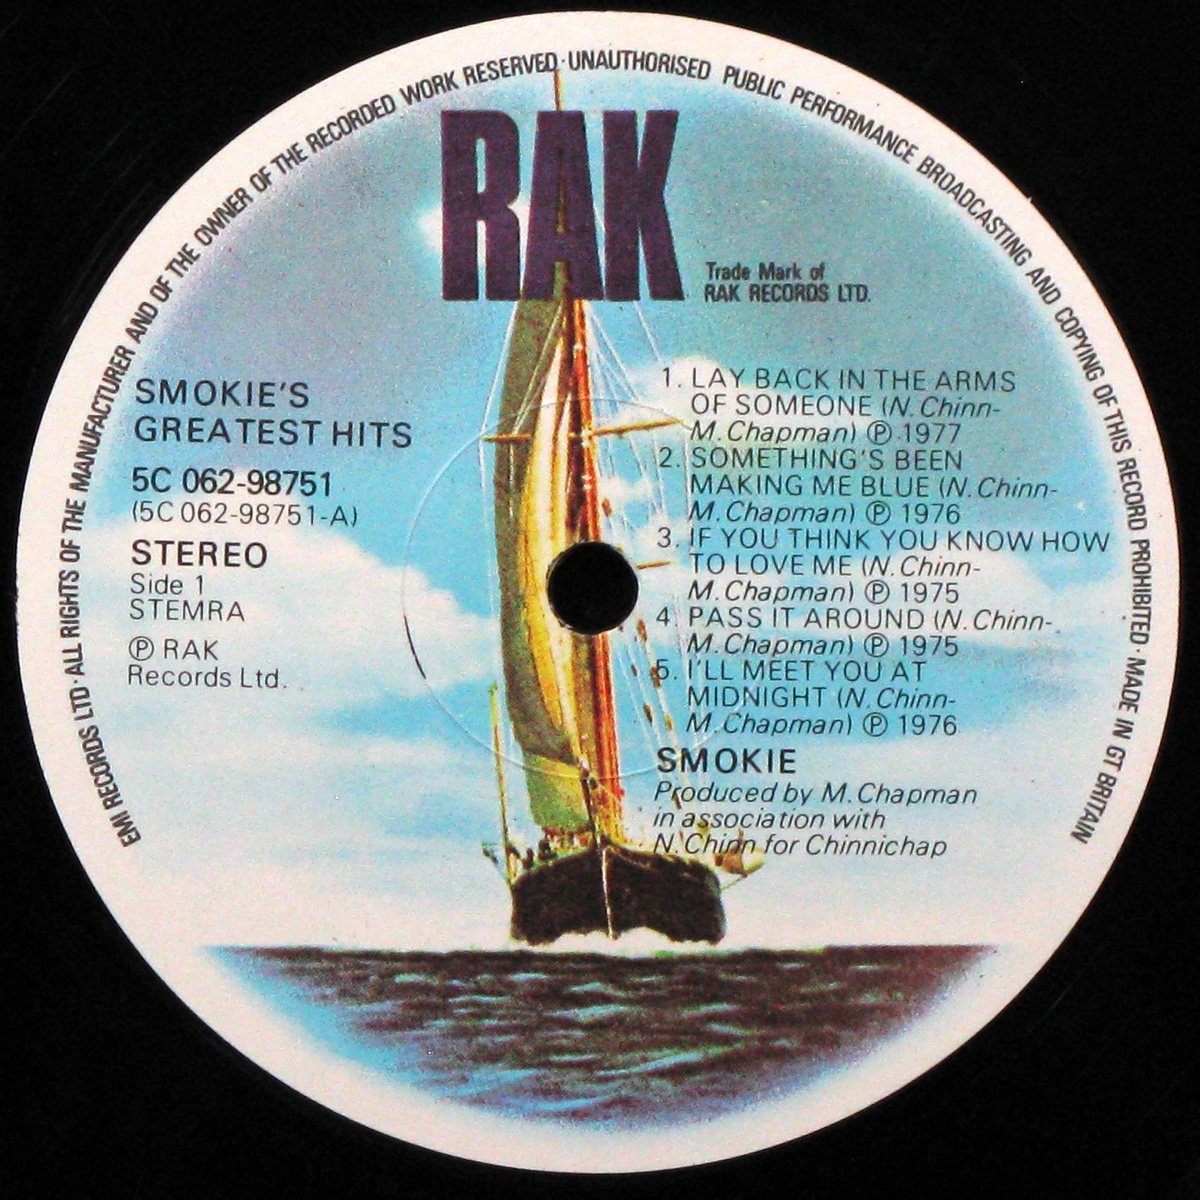 EMI RECORDS LTD · ALL RIGHTS OF THE MANUFACTURER AND OF THE OWNER OF THE RECORDED WORK RESERVED · UNAUTHORISED PUBLIC PERFORMANCE BROADCASTING AND COPYING OF THIS RECORD PROHIBITED · MADE IN GT BRITAIN
RAK
Trade Mark of
RAK RECORDS LTD.
SMOKIE'S
GREATEST HITS
5C 062-98751
(5C 062-98751-A)
STEREO
Side 1
STEMRA
Ⓟ RAK
Records Ltd.
1. LAY BACK IN THE ARMS
OF SOMEONE (N. Chinn-
M. Chapman) Ⓟ 1977
2. SOMETHING'S BEEN
MAKING ME BLUE (N. Chinn-
M. Chapman) Ⓟ 1976
3. IF YOU THINK YOU KNOW HOW
TO LOVE ME (N. Chinn-
M. Chapman) Ⓟ 1975
4. PASS IT AROUND (N. Chinn-
M. Chapman) Ⓟ 1975
5. I'LL MEET YOU AT
MIDNIGHT (N. Chinn-
M. Chapman) Ⓟ 1976
SMOKIE
Produced by M. Chapman
in association with
N. Chinn for Chinnichap